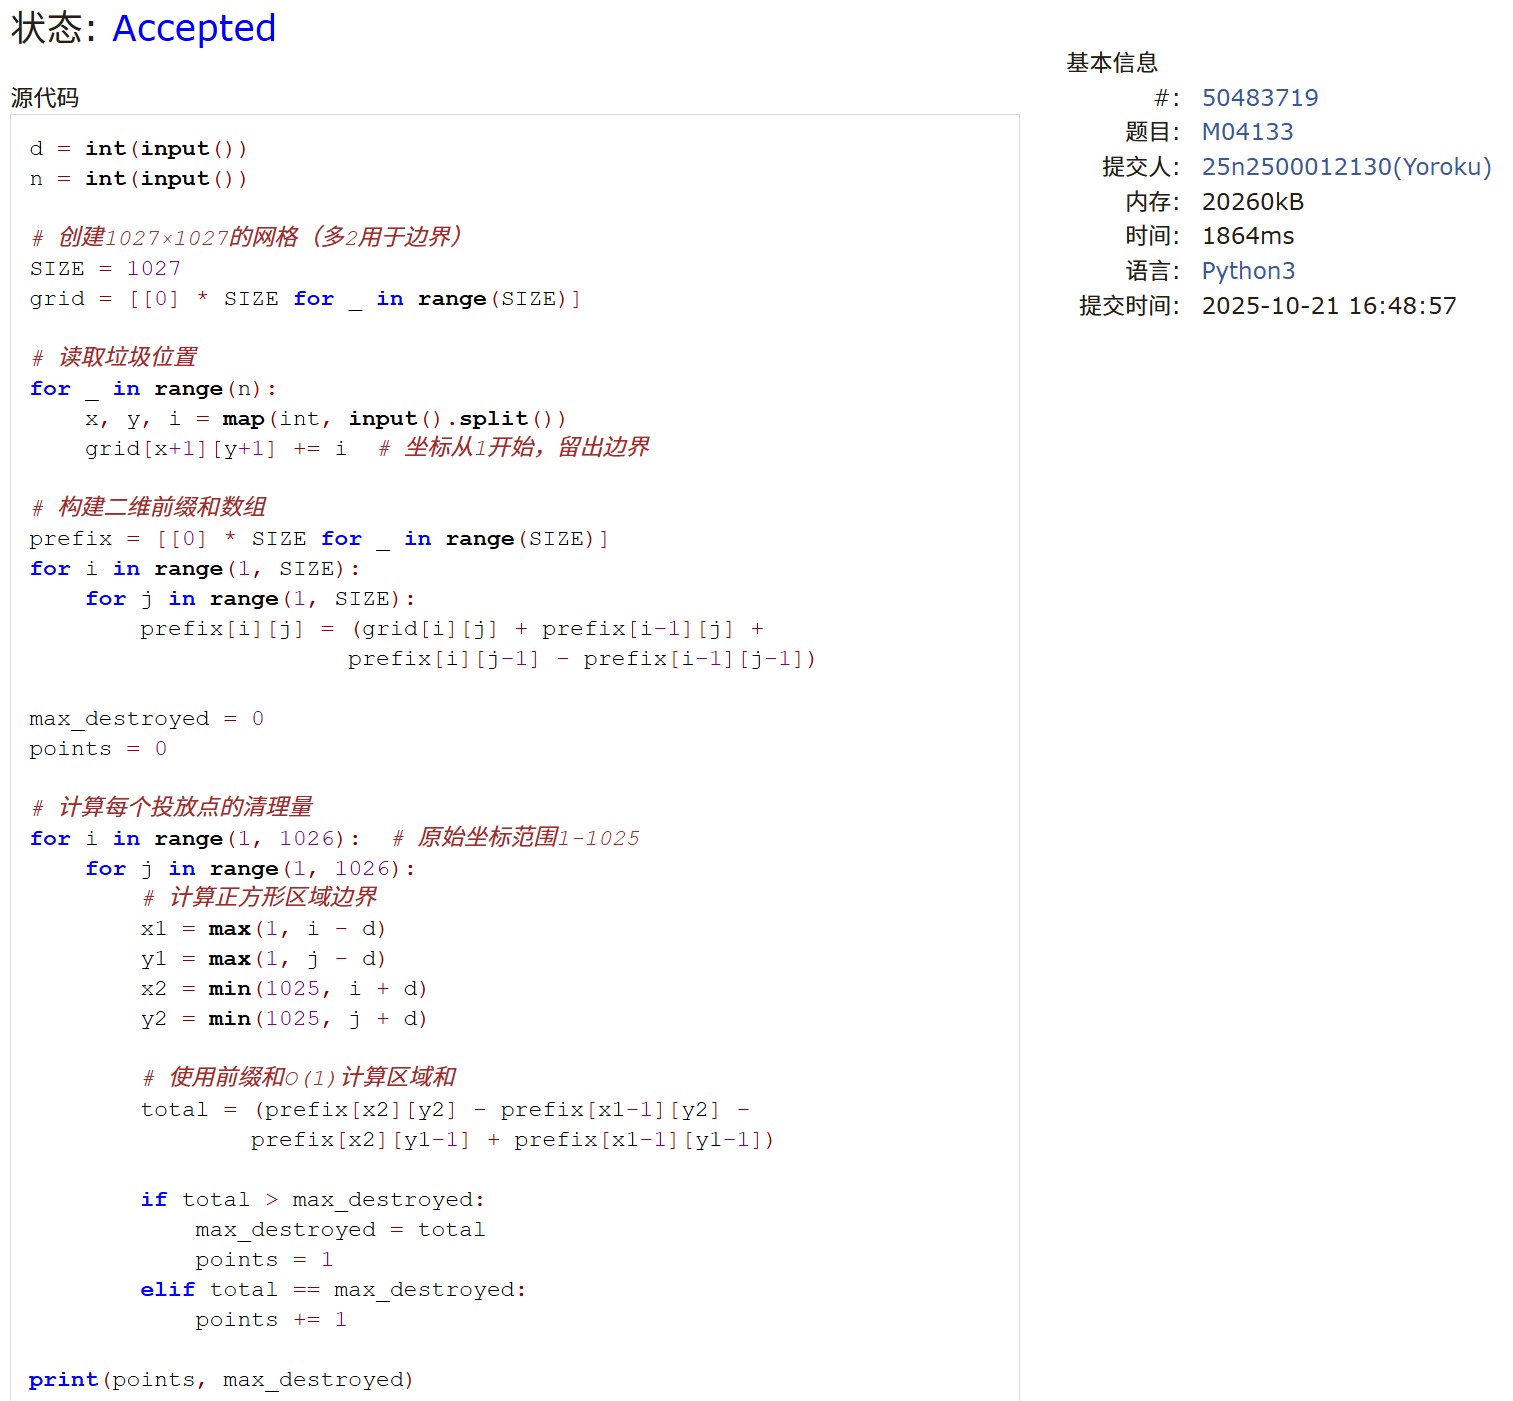 状态: Accepted
源代码
d = int(input())
n = int(input())
# 创建1027×1027的网格（多2用于边界）
SIZE = 1027
grid = [[0] * SIZE for _ in range(SIZE)]
# 读取垃圾位置
for _ in range(n):
    x, y, i = map(int, input().split())
    grid[x+1][y+1] += i  # 坐标从1开始，留出边界
# 构建二维前缀和数组
prefix = [[0] * SIZE for _ in range(SIZE)]
for i in range(1, SIZE):
    for j in range(1, SIZE):
        prefix[i][j] = (grid[i][j] + prefix[i-1][j] +
                       prefix[i][j-1] - prefix[i-1][j-1])
max_destroyed = 0
points = 0
# 计算每个投放点的清理量
for i in range(1, 1026):  # 原始坐标范围1-1025
    for j in range(1, 1026):
        # 计算正方形区域边界
        x1 = max(1, i - d)
        y1 = max(1, j - d)
        x2 = min(1025, i + d)
        y2 = min(1025, j + d)
        # 使用前缀和O(1)计算区域和
        total = (prefix[x2][y2] - prefix[x1-1][y2] -
                prefix[x2][y1-1] + prefix[x1-1][y1-1])
        if total > max_destroyed:
            max_destroyed = total
            points = 1
        elif total == max_destroyed:
            points += 1
print(points, max_destroyed)
基本信息
#: 50483719
题目: M04133
提交人: 25n2500012130(Yoroku)
内存: 20260kB
时间: 1864ms
语言: Python3
提交时间: 2025-10-21 16:48:57